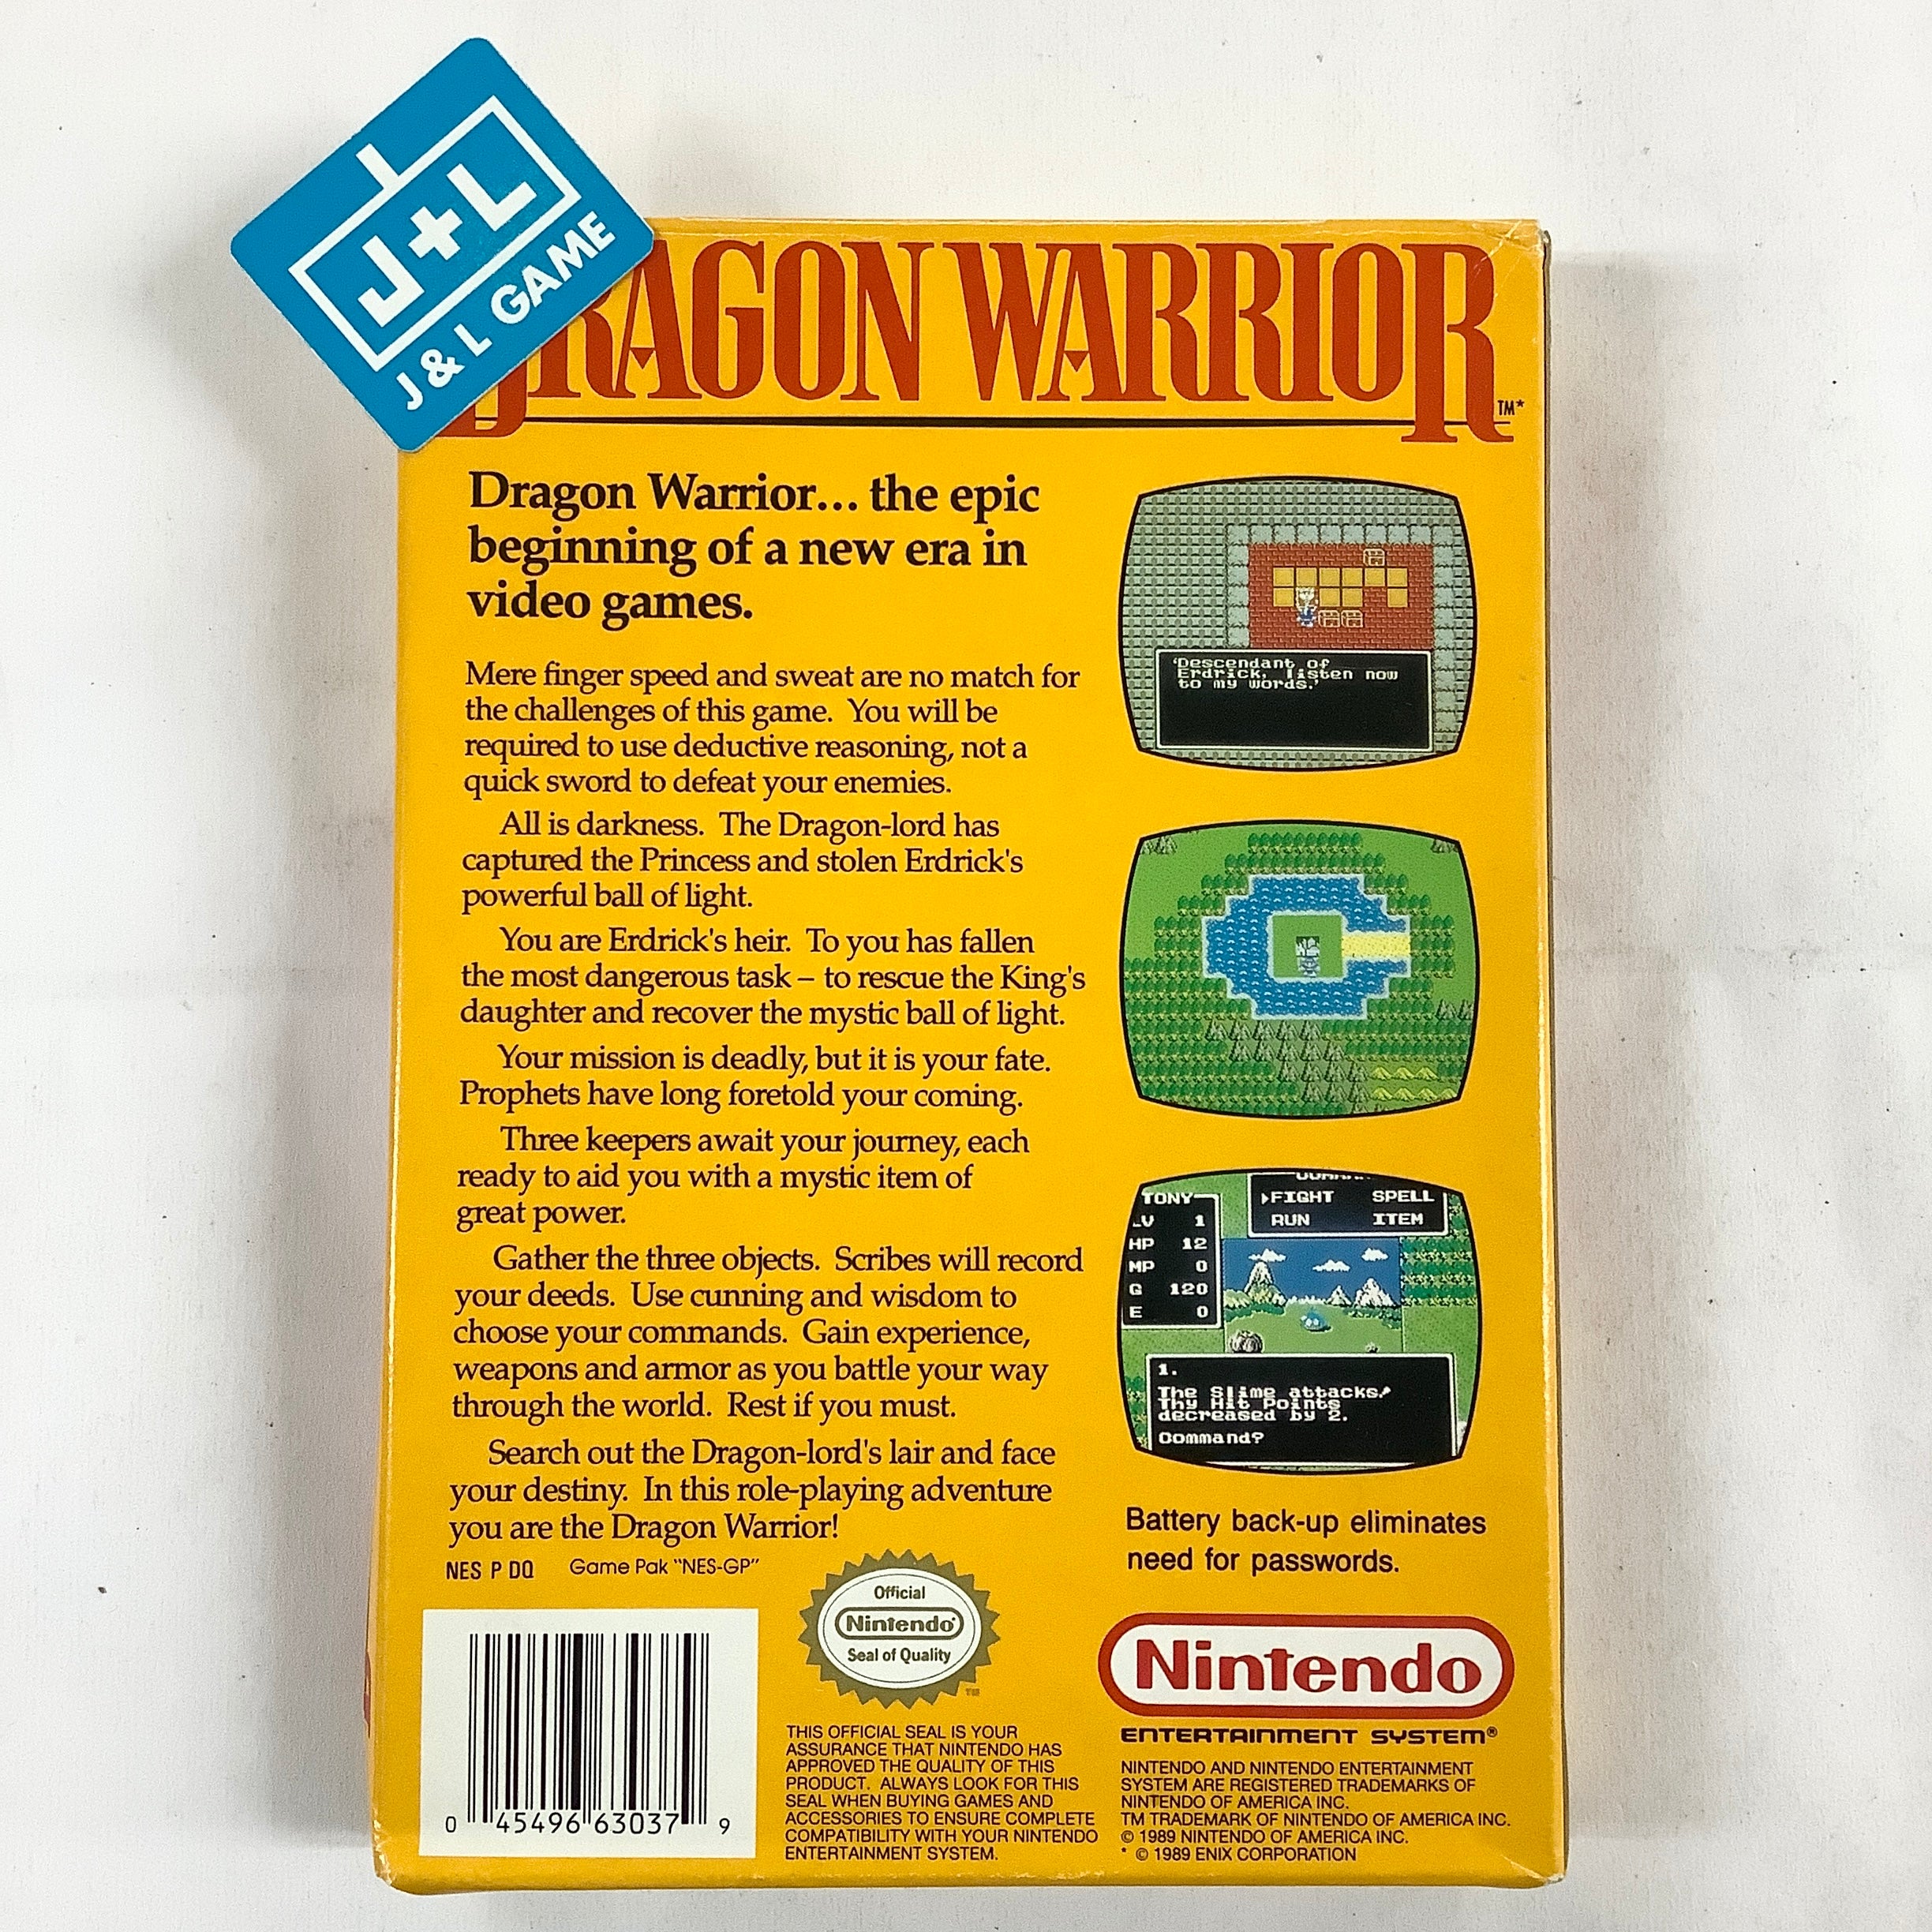 J+L
J & L GAME
DRAGON WARRIOR
TM*
Dragon Warrior... the epic
beginning of a new era in
video games.
Mere finger speed and sweat are no match for
the challenges of this game. You will be
required to use deductive reasoning, not a
quick sword to defeat your enemies.
All is darkness. The Dragon-lord has
captured the Princess and stolen Erdrick's
powerful ball of light.
You are Erdrick's heir. To you has fallen
the most dangerous task – to rescue the King's
daughter and recover the mystic ball of light.
Your mission is deadly, but it is your fate.
Prophets have long foretold your coming.
Three keepers await your journey, each
ready to aid you with a mystic item of
great power.
Gather the three objects. Scribes will record
your deeds. Use cunning and wisdom to
choose your commands. Gain experience,
weapons and armor as you battle your way
through the world. Rest if you must.
Search out the Dragon-lord's lair and face
your destiny. In this role-playing adventure
you are the Dragon Warrior!
NES P DQ Game Pak "NES-GP"
'Descendant of
Erdrick, listen now
to my words.'
TONY
LV 1
HP 12
MP 0
G 120
E 0
FIGHT SPELL
RUN ITEM
1.
The Slime attacks!
Thy Hit Points
decreased by 2.
Command?
Battery back-up eliminates
need for passwords.
0 45496 63037 9
Official
Nintendo
Seal of Quality
TM
THIS OFFICIAL SEAL IS YOUR
ASSURANCE THAT NINTENDO HAS
APPROVED THE QUALITY OF THIS
PRODUCT. ALWAYS LOOK FOR THIS
SEAL WHEN BUYING GAMES AND
ACCESSORIES TO ENSURE COMPLETE
COMPATIBILITY WITH YOUR NINTENDO
ENTERTAINMENT SYSTEM.
Nintendo
ENTERTAINMENT SYSTEM®
NINTENDO AND NINTENDO ENTERTAINMENT
SYSTEM ARE REGISTERED TRADEMARKS OF
NINTENDO OF AMERICA INC.
TM TRADEMARK OF NINTENDO OF AMERICA INC.
© 1989 NINTENDO OF AMERICA INC.
* © 1989 ENIX CORPORATION